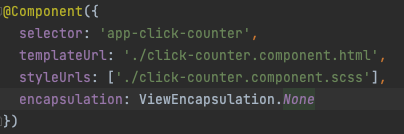 @Component({
  selector: 'app-click-counter',
  templateUrl: './click-counter.component.html',
  styleUrls: ['./click-counter.component.scss'],
  encapsulation: ViewEncapsulation.None
})